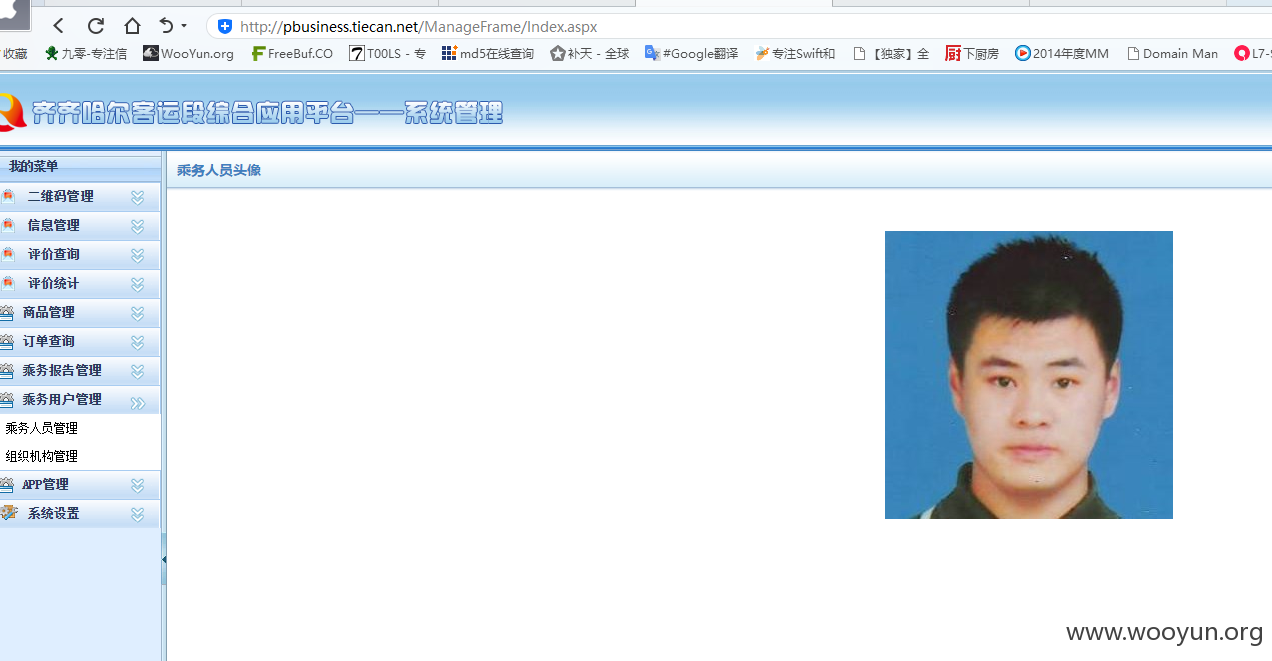 http://pbusiness.tiecan.net/ManageFrame/Index.aspx
收藏 九零-专注信 WooYun.org FreeBuf.CO T00LS - 专 md5在线查询 补天 - 全球 #Google翻译 专注Swift和 【独家】全 下厨房 2014年度MM Domain Man L7-S
齐齐哈尔客运段综合应用平台——系统管理
我的菜单
乘务人员头像
二维码管理
信息管理
评价查询
评价统计
商品管理
订单查询
乘务报告管理
乘务用户管理
乘务人员管理
组织机构管理
APP管理
系统设置
www.wooyun.org